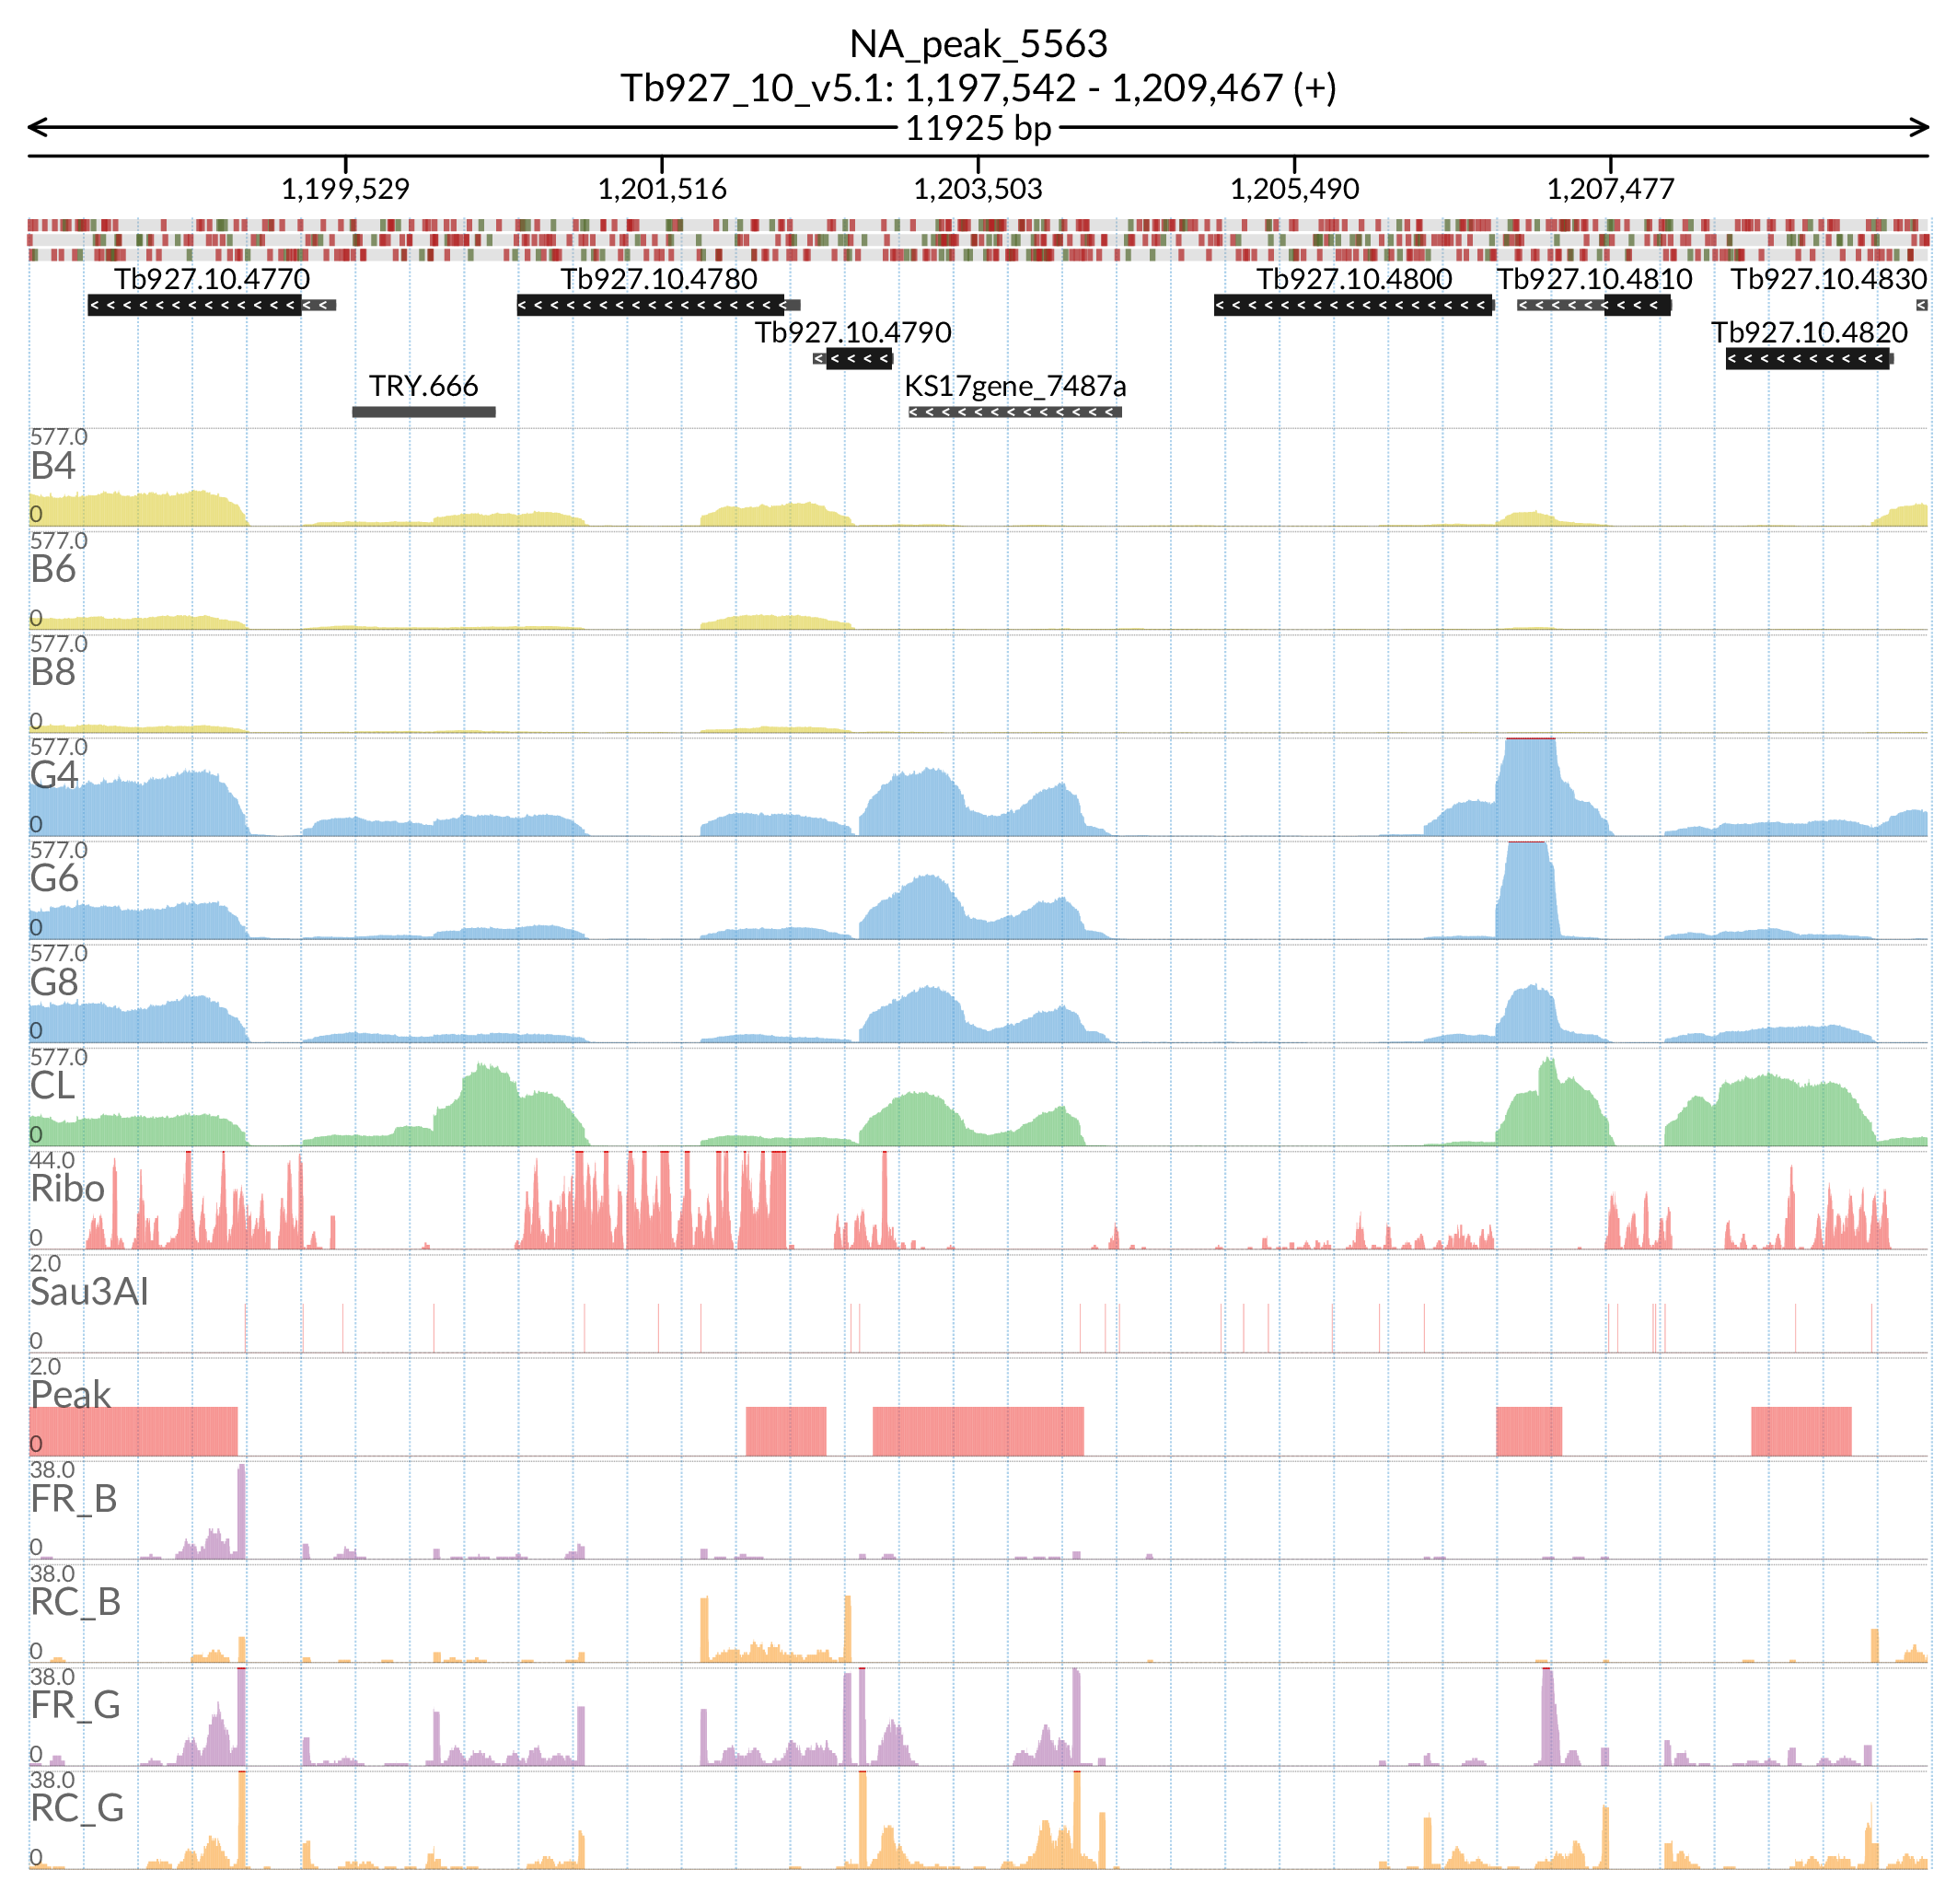 NA_peak_5563
Tb927_10_v5.1: 1,197,542 - 1,209,467 (+)
11925 bp
1,199,529 1,201,516 1,203,503 1,205,490 1,207,477
Tb927.10.4770 Tb927.10.4780 Tb927.10.4800 Tb927.10.4810 Tb927.10.4830
Tb927.10.4790 Tb927.10.4820
TRY.666 KS17gene_7487a
577.0
B4
0
577.0
B6
0
577.0
B8
0
577.0
G4
0
577.0
G6
0
577.0
G8
0
577.0
CL
0
44.0
Ribo
0
2.0
Sau3AI
0
2.0
Peak
0
38.0
FR_B
0
38.0
RC_B
0
38.0
FR_G
0
38.0
RC_G
0